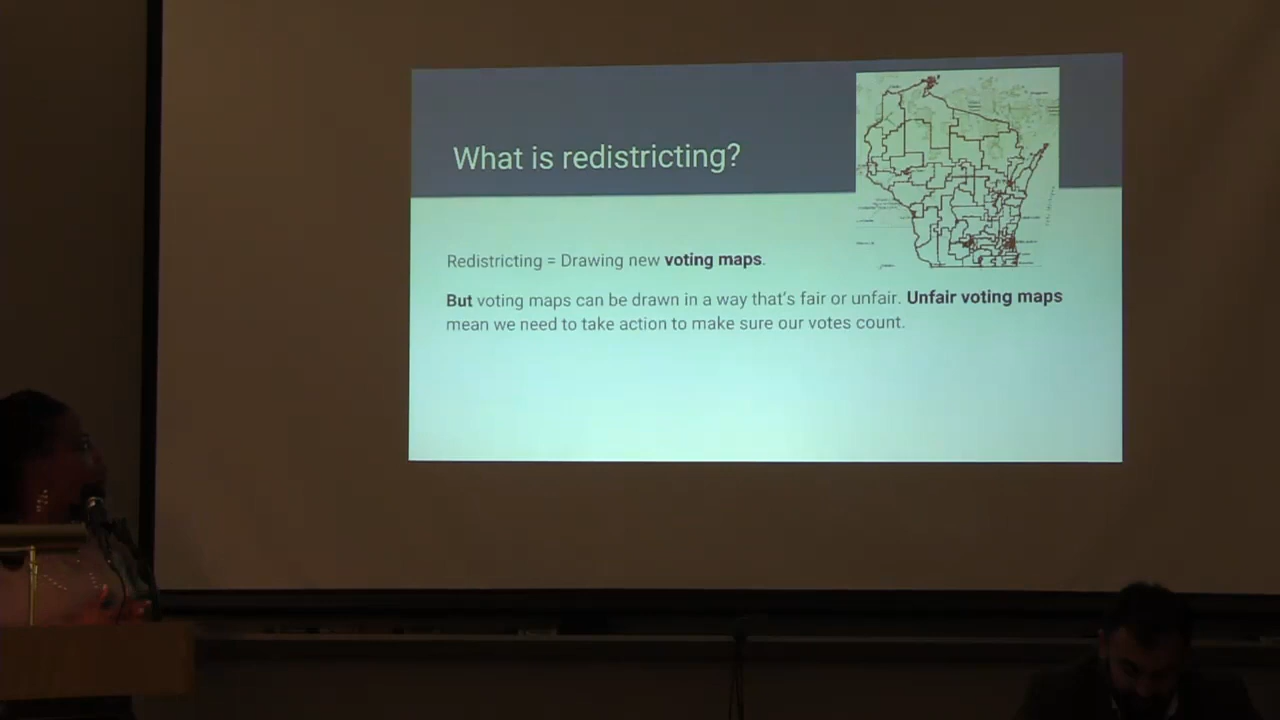 What is redistricting?
Redistricting = Drawing new voting maps.
But voting maps can be drawn in a way that's fair or unfair. Unfair voting maps
mean we need to take action to make sure our votes count.